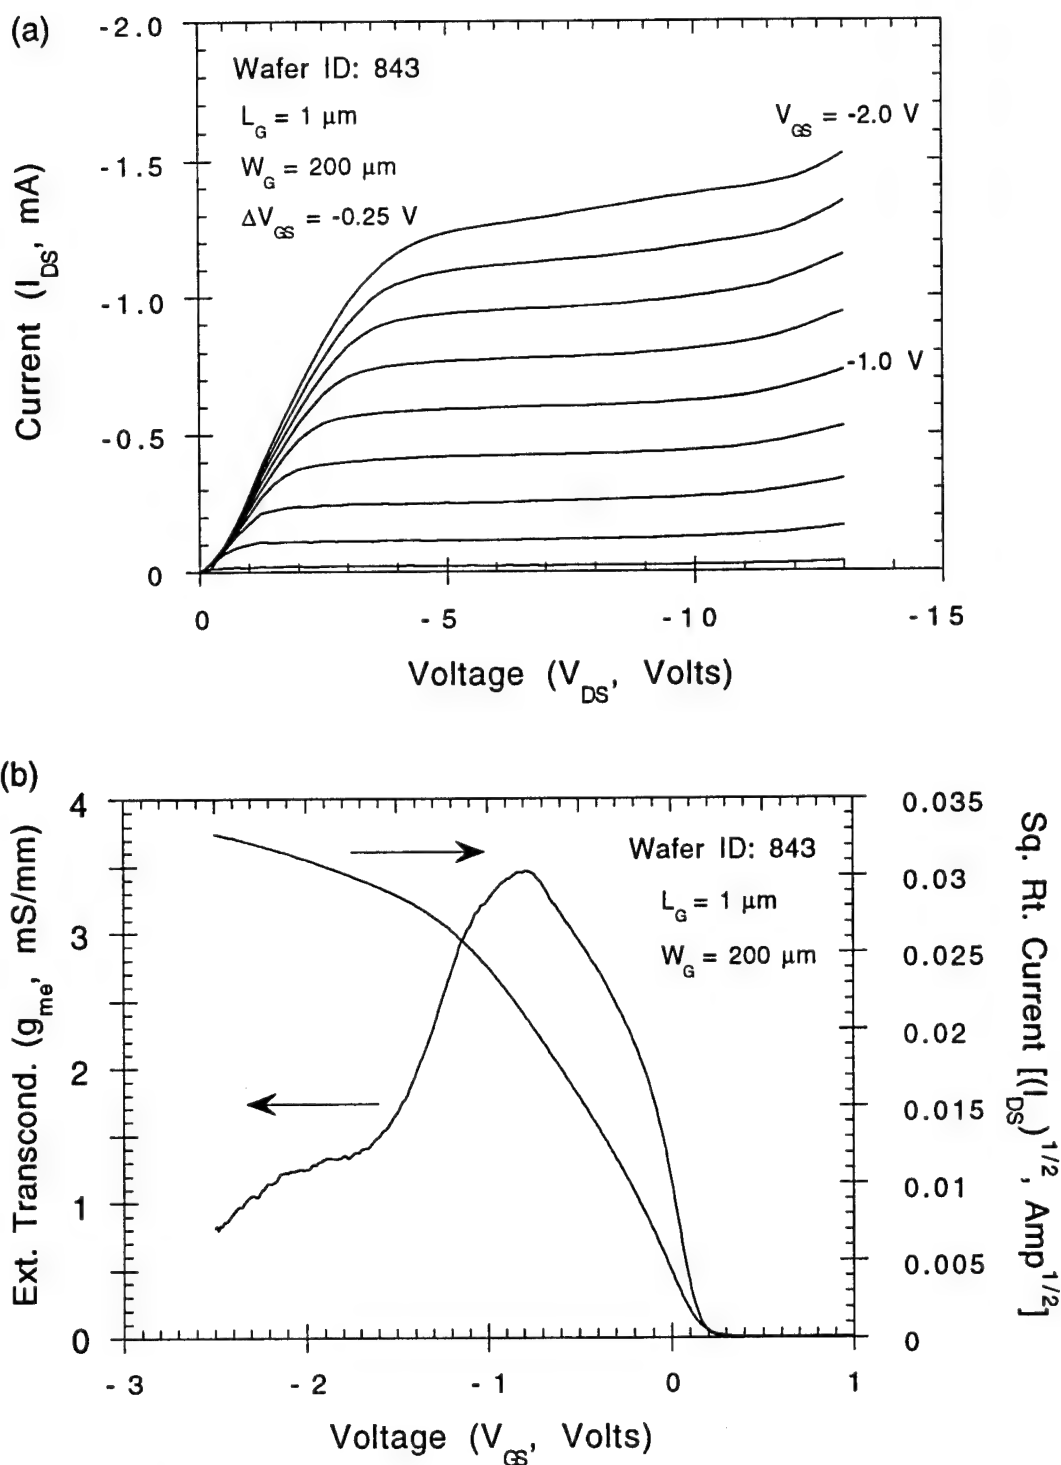 (a)
-2.0
-1.5
-1.0
-0.5
0
Current (I_DS, mA)
Wafer ID: 843
L_G = 1 µm
W_G = 200 µm
ΔV_GS = -0.25 V
V_GS = -2.0 V
-1.0 V
0 -5 -10 -15
Voltage (V_DS, Volts)
(b)
4
3
2
1
0
Ext. Transcond. (g_me, mS/mm)
Wafer ID: 843
L_G = 1 µm
W_G = 200 µm
0.035
0.03
0.025
0.02
0.015
0.01
0.005
0
Sq. Rt. Current [(I_DS)^1/2, Amp^1/2]
-3 -2 -1 0 1
Voltage (V_GS, Volts)